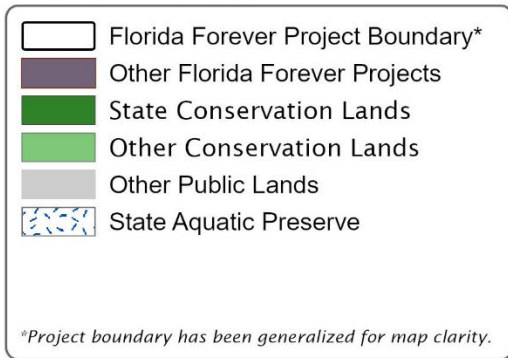 Florida Forever Project Boundary*
Other Florida Forever Projects
State Conservation Lands
Other Conservation Lands
Other Public Lands
State Aquatic Preserve
*Project boundary has been generalized for map clarity.